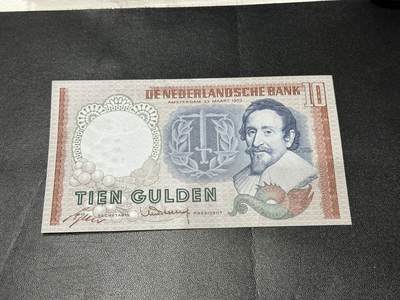 DE NEDERLANDSCHE BANK 10
AMSTERDAM 23 MAART 1953
TIEN GULDEN
SECRETARIS PRESIDENT